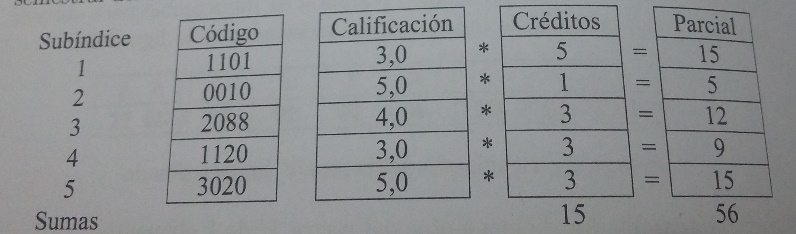 Subíndice Código Calificación Créditos Parcial
1 1101 3,0 * 5 = 15
2 0010 5,0 * 1 = 5
3 2088 4,0 * 3 = 12
4 1120 3,0 * 3 = 9
5 3020 5,0 * 3 = 15
Sumas 15 56